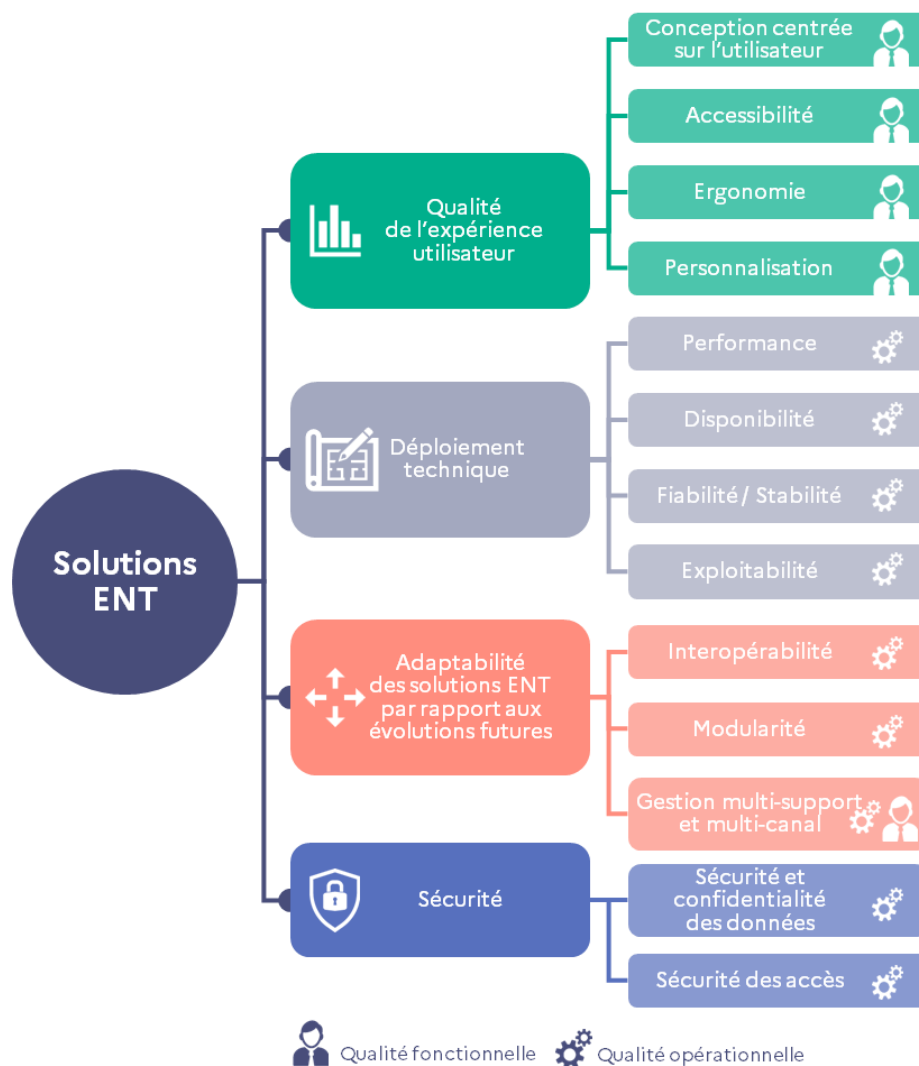 Solutions
ENT
Qualité
de l'expérience
utilisateur
Conception centrée
sur l'utilisateur
Accessibilité
Ergonomie
Personnalisation
Déploiement
technique
Performance
Disponibilité
Fiabilité / Stabilité
Exploitabilité
Adaptabilité
des solutions ENT
par rapport aux
évolutions futures
Interopérabilité
Modularité
Gestion multi-support
et multi-canal
Sécurité
Sécurité et
confidentialité
des données
Sécurité des accès
Qualité fonctionnelle
Qualité opérationnelle